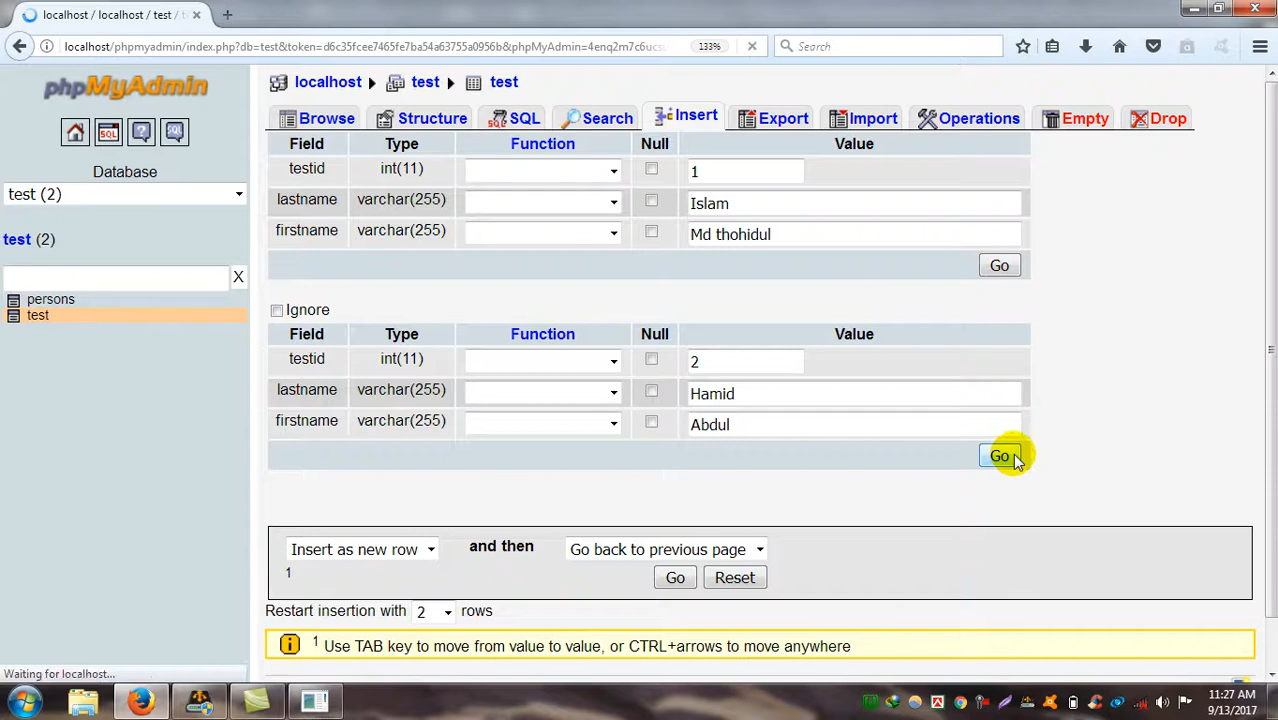 localhost / localhost / test / t
localhost/phpmyadmin/index.php?db=test&token=d6c35fcee7465fe7ba54a63755a0956b&phpMyAdmin=4enq2m7c6ucs
133%
Search
phpMyAdmin
SQL
SQL
Database
test (2)
test (2)
X
persons
test
localhost ▶ test ▶ test
Browse Structure SQL Search Insert Export Import Operations Empty Drop
Field Type Function Null Value
testid int(11) 1
lastname varchar(255) Islam
firstname varchar(255) Md thohidul
Go
Ignore
Field Type Function Null Value
testid int(11) 2
lastname varchar(255) Hamid
firstname varchar(255) Abdul
Go
Insert as new row and then Go back to previous page
1
Go Reset
Restart insertion with 2 rows
1 Use TAB key to move from value to value, or CTRL+arrows to move anywhere
Waiting for localhost...
11:27 AM
9/13/2017